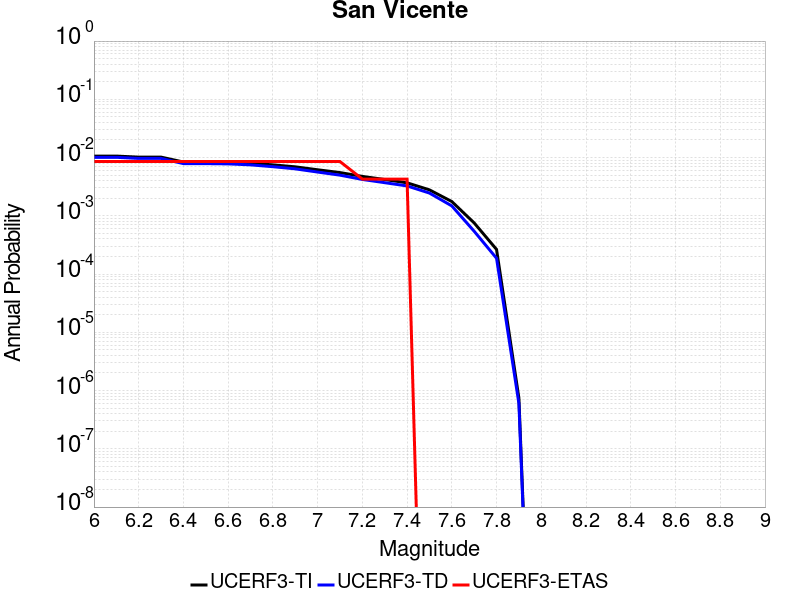 San Vicente
Annual Probability
10^0
10^-1
10^-2
10^-3
10^-4
10^-5
10^-6
10^-7
10^-8
6 6.2 6.4 6.6 6.8 7 7.2 7.4 7.6 7.8 8 8.2 8.4 8.6 8.8 9
Magnitude
UCERF3-TI UCERF3-TD UCERF3-ETAS